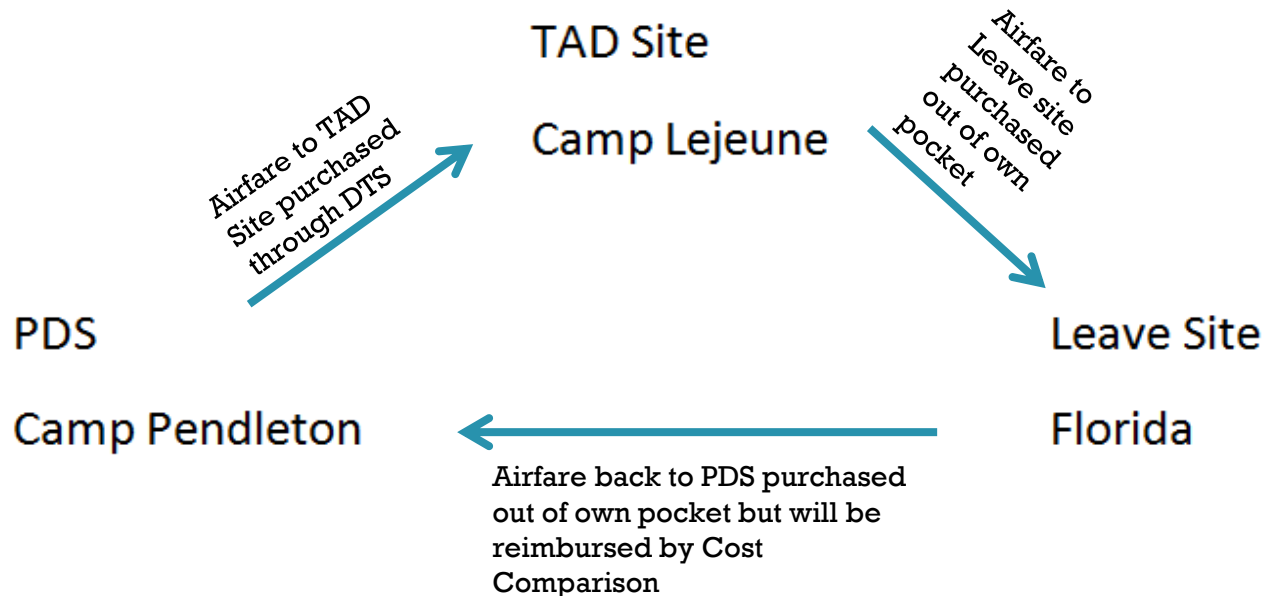 TAD Site
Camp Lejeune
Airfare to TAD
Site purchased
through DTS
Airfare to
Leave site
purchased
out of own
pocket
PDS
Camp Pendleton
Leave Site
Florida
Airfare back to PDS purchased
out of own pocket but will be
reimbursed by Cost
Comparison